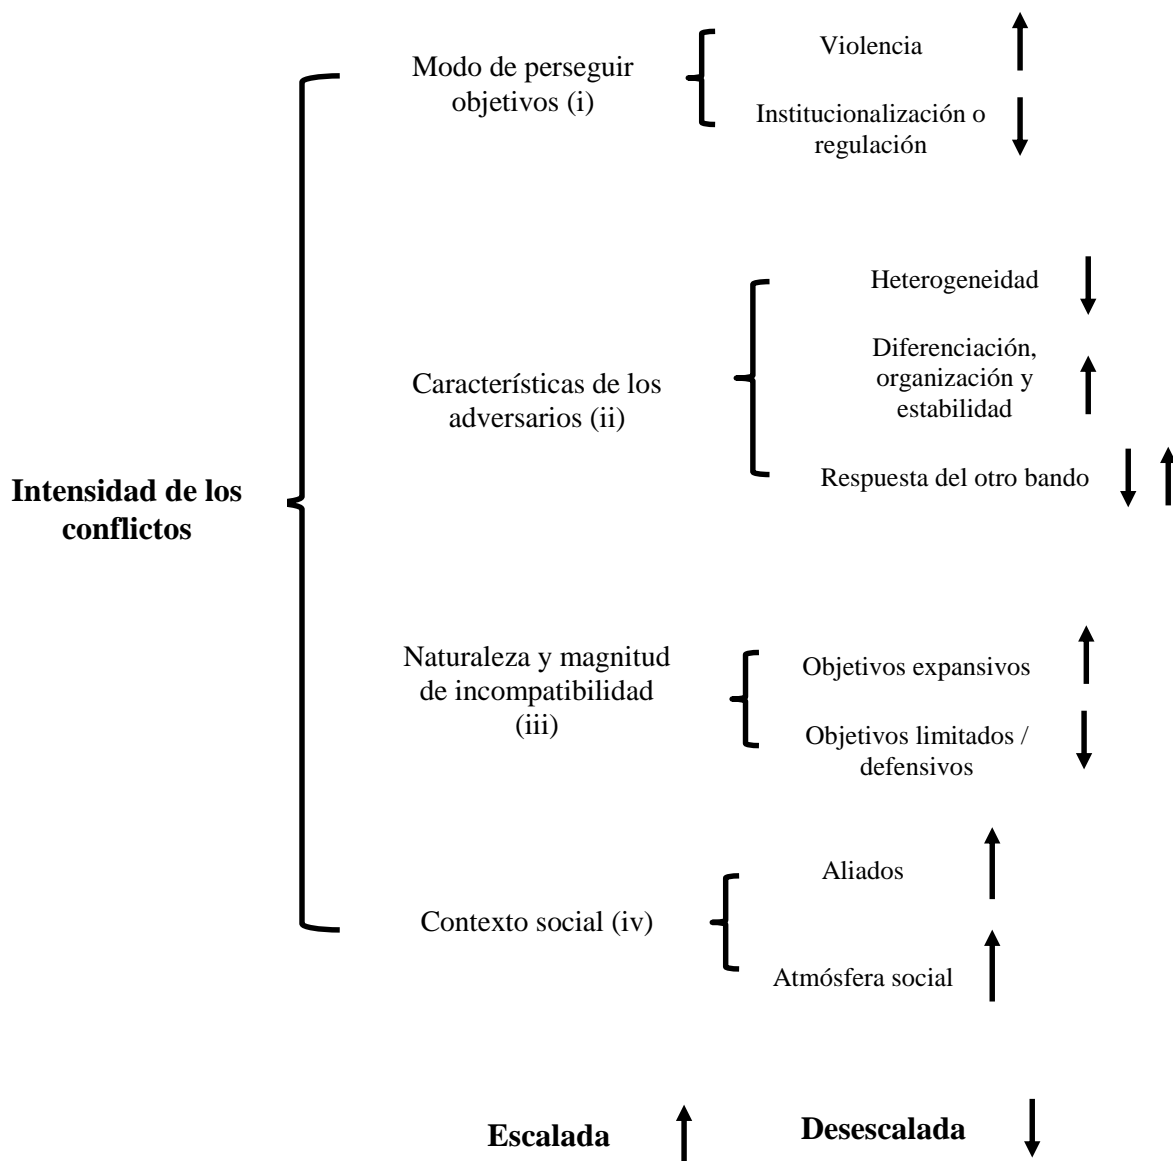 Intensidad de los
conflictos
Modo de perseguir
objetivos (i)
Violencia
Institucionalización o
regulación
Características de los
adversarios (ii)
Heterogeneidad
Diferenciación,
organización y
estabilidad
Respuesta del otro bando
Naturaleza y magnitud
de incompatibilidad
(iii)
Objetivos expansivos
Objetivos limitados /
defensivos
Contexto social (iv)
Aliados
Atmósfera social
Escalada
Desescalada